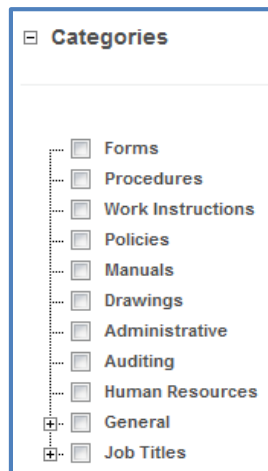 Categories
Forms
Procedures
Work Instructions
Policies
Manuals
Drawings
Administrative
Auditing
Human Resources
General
Job Titles